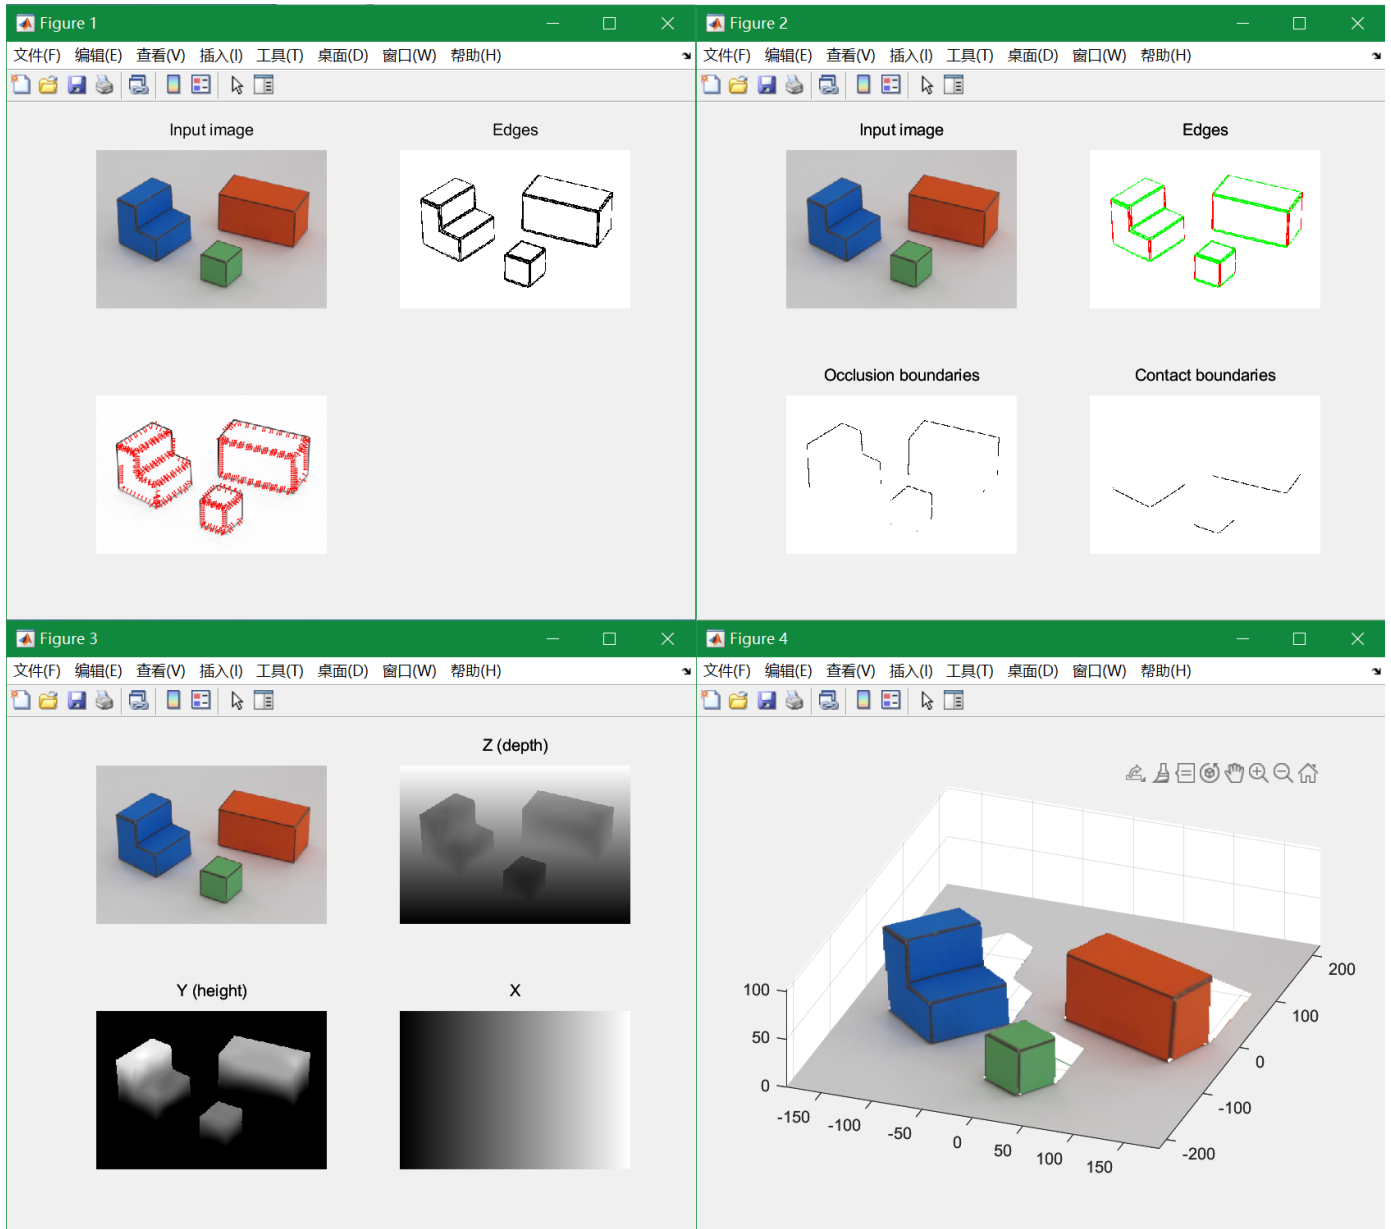 Figure 1
文件(F) 编辑(E) 查看(V) 插入(I) 工具(T) 桌面(D) 窗口(W) 帮助(H)
Input image
Edges
Figure 2
文件(F) 编辑(E) 查看(V) 插入(I) 工具(T) 桌面(D) 窗口(W) 帮助(H)
Input image
Edges
Occlusion boundaries
Contact boundaries
Figure 3
文件(F) 编辑(E) 查看(V) 插入(I) 工具(T) 桌面(D) 窗口(W) 帮助(H)
Z (depth)
Y (height)
X
Figure 4
文件(F) 编辑(E) 查看(V) 插入(I) 工具(T) 桌面(D) 窗口(W) 帮助(H)
100
50
0
-150
-100
-50
0
50
100
150
200
100
0
-100
-200